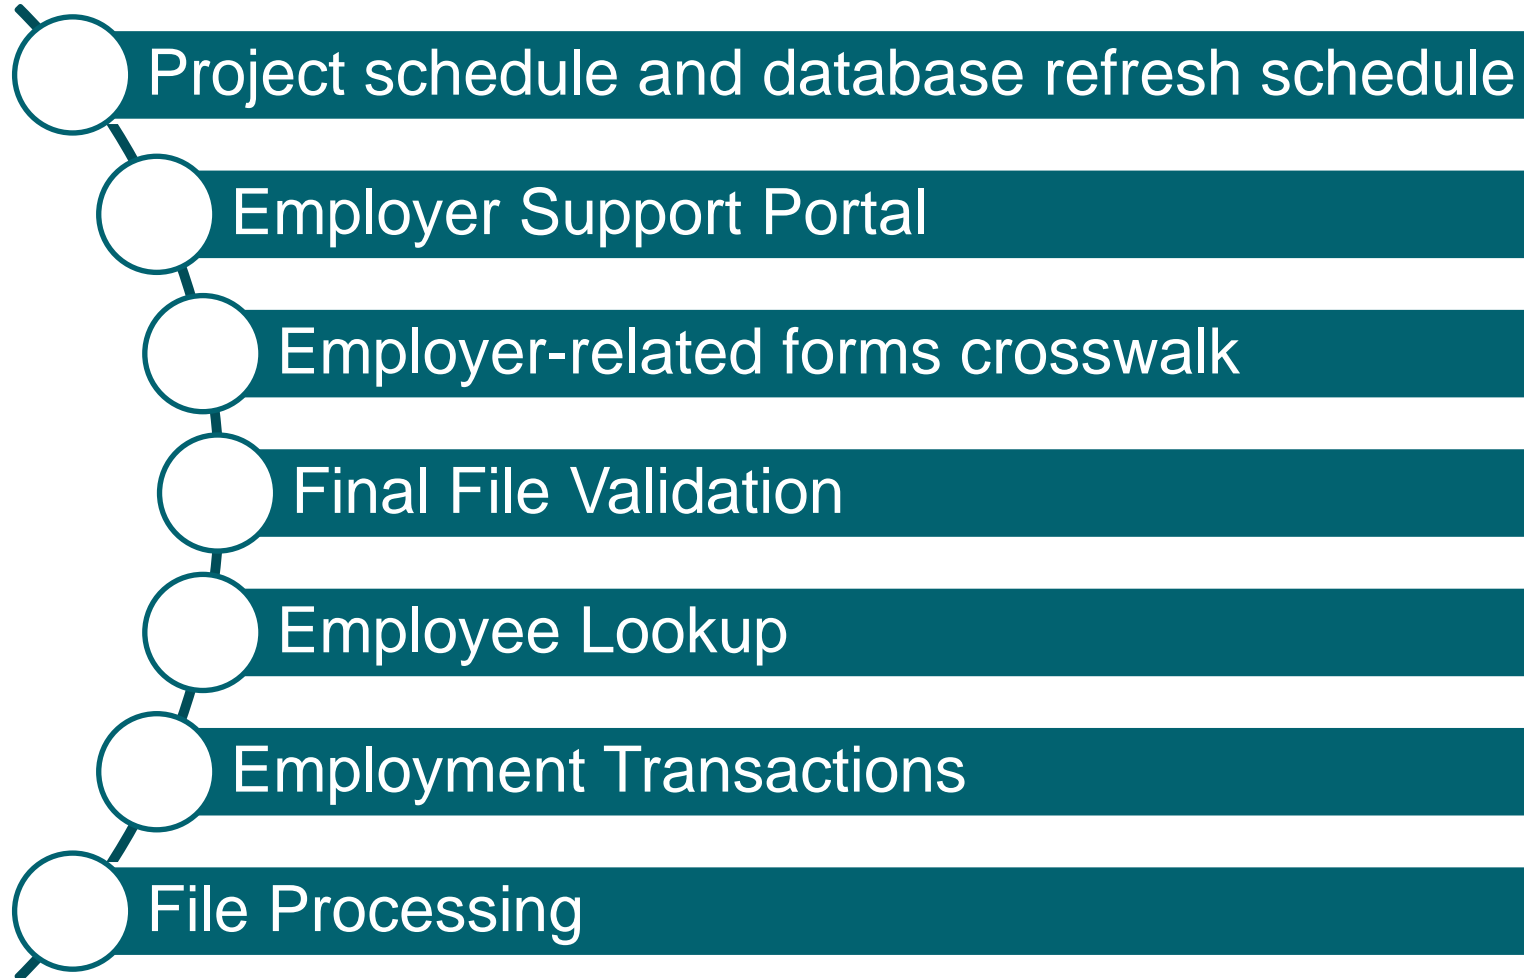 Project schedule and database refresh schedule
Employer Support Portal
Employer-related forms crosswalk
Final File Validation
Employee Lookup
Employment Transactions
File Processing